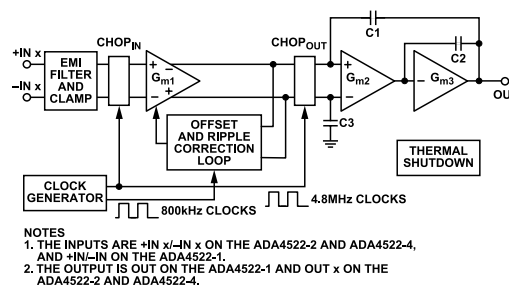 +IN x
–IN x
EMI
FILTER
AND
CLAMP
CHOPIN
+ –
– +
Gm1
CHOPOUT
C1
+
–
Gm2
C2
–
Gm3
OUT
C3
OFFSET
AND RIPPLE
CORRECTION
LOOP
THERMAL
SHUTDOWN
CLOCK
GENERATOR
800kHz CLOCKS
4.8MHz CLOCKS
NOTES
1. THE INPUTS ARE +IN x/–IN x ON THE ADA4522-2 AND ADA4522-4,
AND +IN/–IN ON THE ADA4522-1.
2. THE OUTPUT IS OUT ON THE ADA4522-1 AND OUT x ON THE
ADA4522-2 AND ADA4522-4.